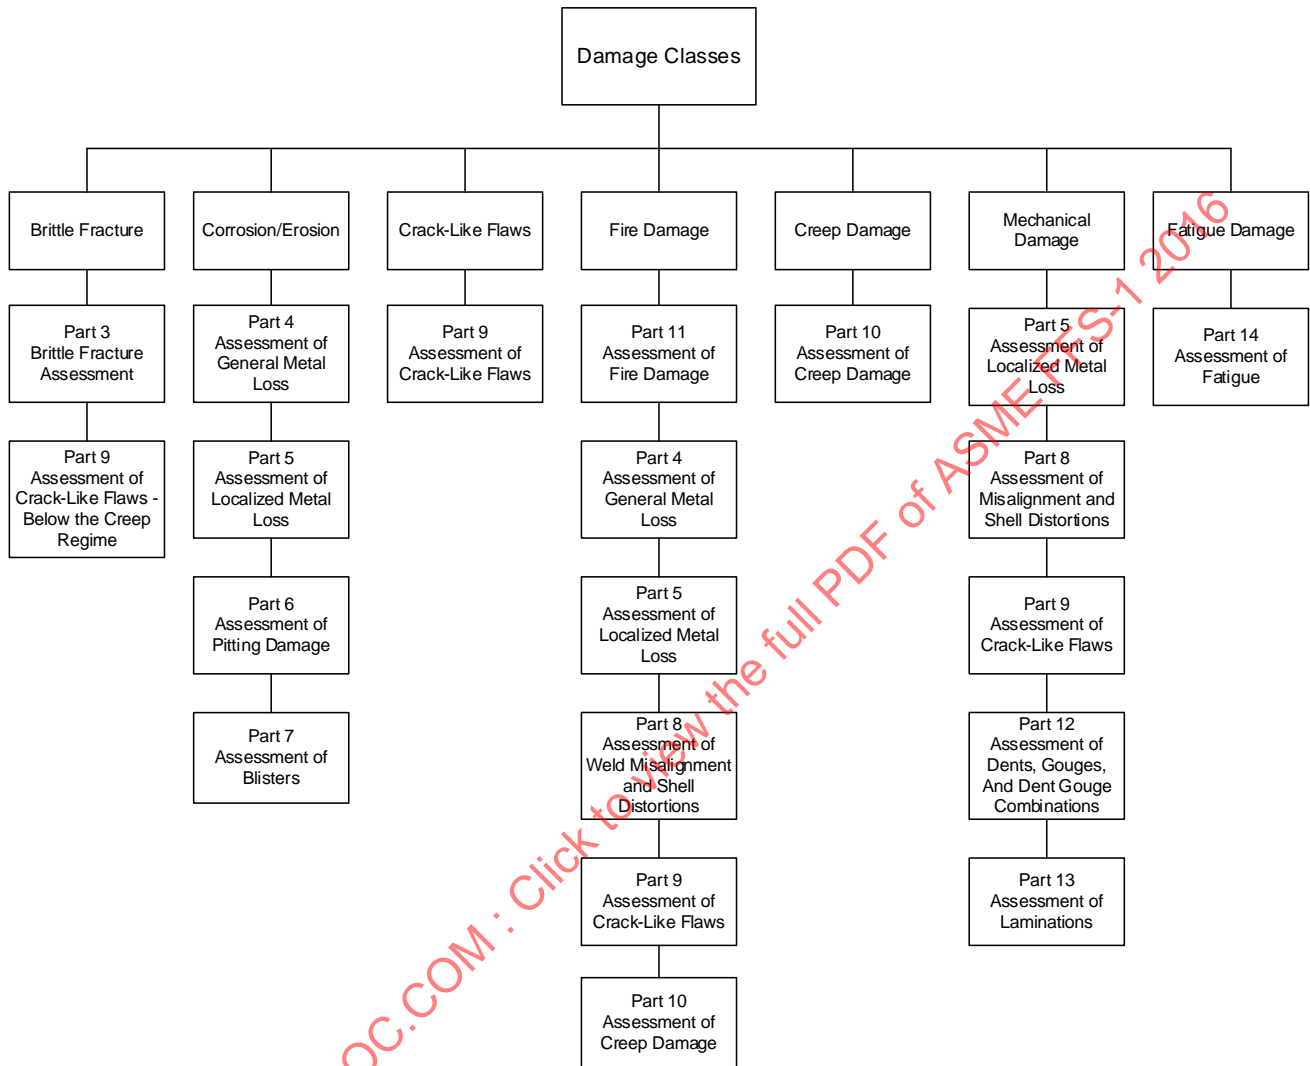 Damage Classes
Brittle Fracture
Corrosion/Erosion
Crack-Like Flaws
Fire Damage
Creep Damage
Mechanical
Damage
Fatigue Damage
Part 3
Brittle Fracture
Assessment
Part 9
Assessment of
Crack-Like Flaws -
Below the Creep
Regime
Part 4
Assessment of
General Metal
Loss
Part 5
Assessment of
Localized Metal
Loss
Part 6
Assessment of
Pitting Damage
Part 7
Assessment of
Blisters
Part 9
Assessment of
Crack-Like Flaws
Part 11
Assessment of
Fire Damage
Part 4
Assessment of
General Metal
Loss
Part 5
Assessment of
Localized Metal
Loss
Part 8
Assessment of
Weld Misalignment
and Shell
Distortions
Part 9
Assessment of
Crack-Like Flaws
Part 10
Assessment of
Creep Damage
Part 10
Assessment of
Creep Damage
Part 5
Assessment of
Localized Metal
Loss
Part 8
Assessment of
Misalignment and
Shell Distortions
Part 9
Assessment of
Crack-Like Flaws
Part 12
Assessment of
Dents, Gouges,
And Dent Gouge
Combinations
Part 13
Assessment of
Laminations
Part 14
Assessment of
Fatigue
OC.COM : Click to view the full PDF of ASME FFS-1 2016